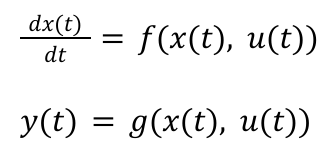 dx(t)/dt = f(x(t), u(t))
y(t) = g(x(t), u(t))